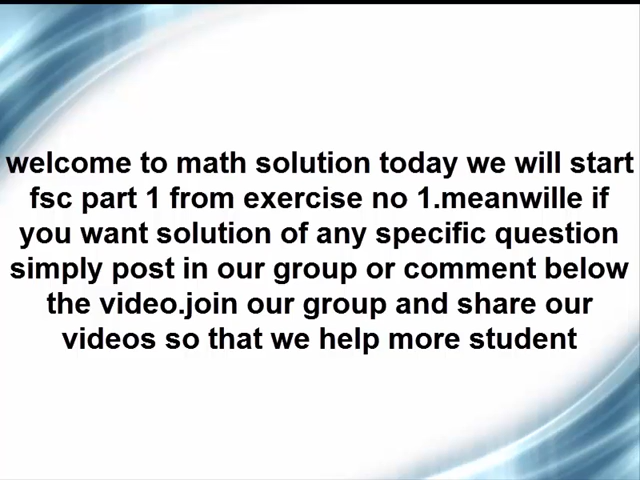 welcome to math solution today we will start
fsc part 1 from exercise no 1.meanwille if
you want solution of any specific question
simply post in our group or comment below
the video.join our group and share our
videos so that we help more student